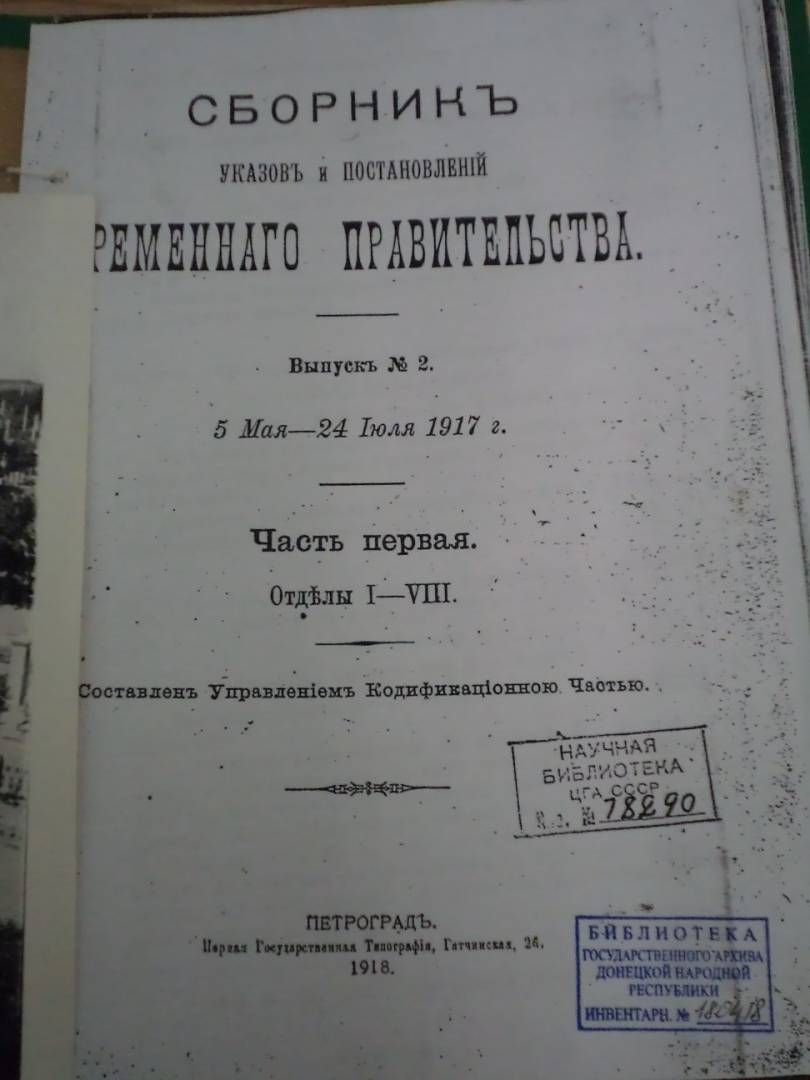 СБОРНИКЪ
УКАЗОВЪ и ПОСТАНОВЛЕНІЙ
РЕМЕННАГО ПРАВИТЕЛЬСТВА.
Выпускъ № 2.
5 Мая—24 Іюля 1917 г.
Часть первая.
Отдѣлы I—VIII.
Составленъ Управленіемъ Кодификаціонною Частью.
НАУЧНАЯ
БИБЛИОТЕКА
ЦГА СССР
№ 78290
ПЕТРОГРАДЪ.
Первая Государственная Типографія, Гатчинская, 26.
1918.
БИБЛИОТЕКА
ГОСУДАРСТВЕННОГО АРХИВА
ДОНЕЦКОЙ НАРОДНОЙ
РЕСПУБЛИКИ
ИНВЕНТАРН. №